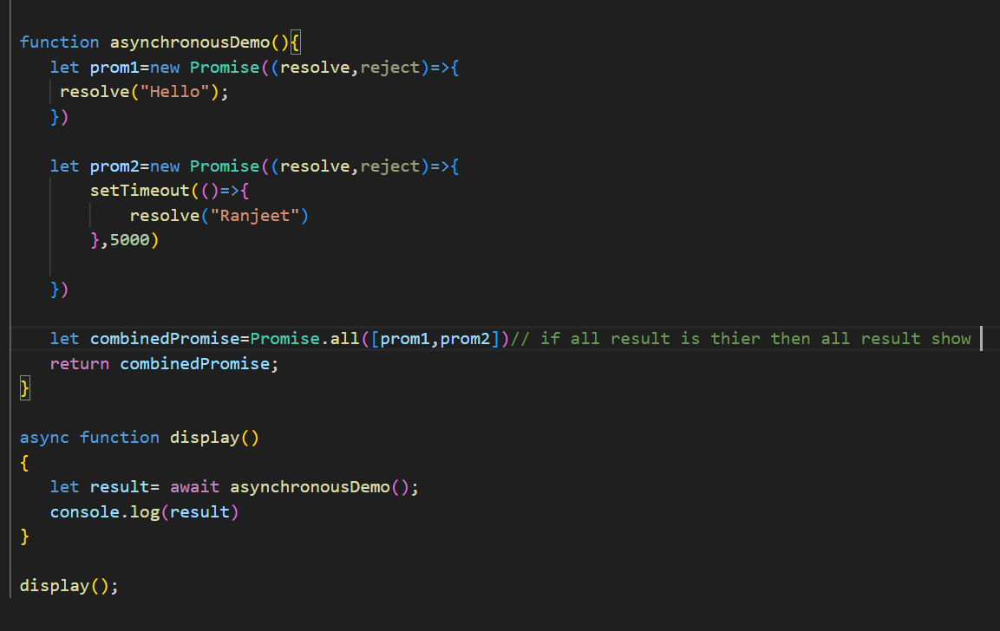 function asynchronousDemo(){
let prom1=new Promise((resolve,reject)=>{
resolve("Hello");
})
let prom2=new Promise((resolve,reject)=>{
setTimeout(()=>{
resolve("Ranjeet")
},5000)
})
let combinedPromise=Promise.all([prom1,prom2])// if all result is thier then all result show
return combinedPromise;
}
async function display()
{
let result= await asynchronousDemo();
console.log(result)
}
display();